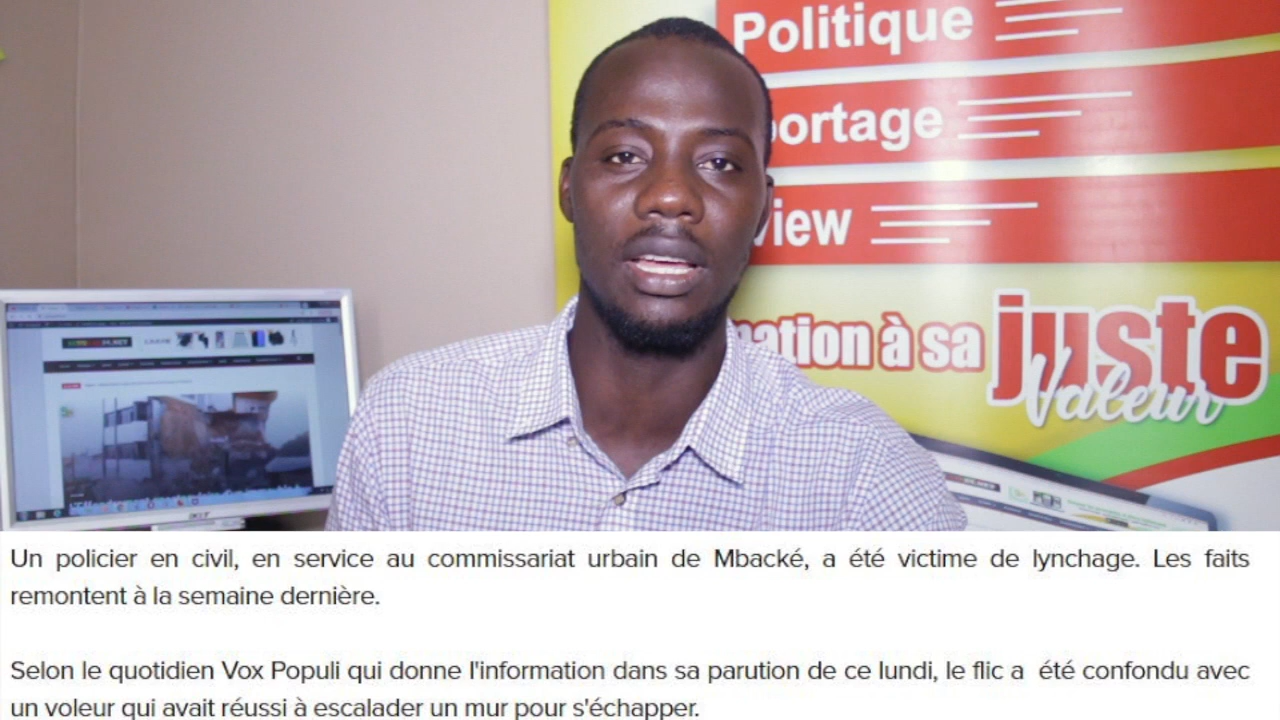 Politique
portage
view
mation à sa juste
Valeur
Un policier en civil, en service au commissariat urbain de Mbacké, a été victime de lynchage. Les faits
remontent à la semaine dernière.
Selon le quotidien Vox Populi qui donne l'information dans sa parution de ce lundi, le flic a été confondu avec
un voleur qui avait réussi à escalader un mur pour s'échapper.